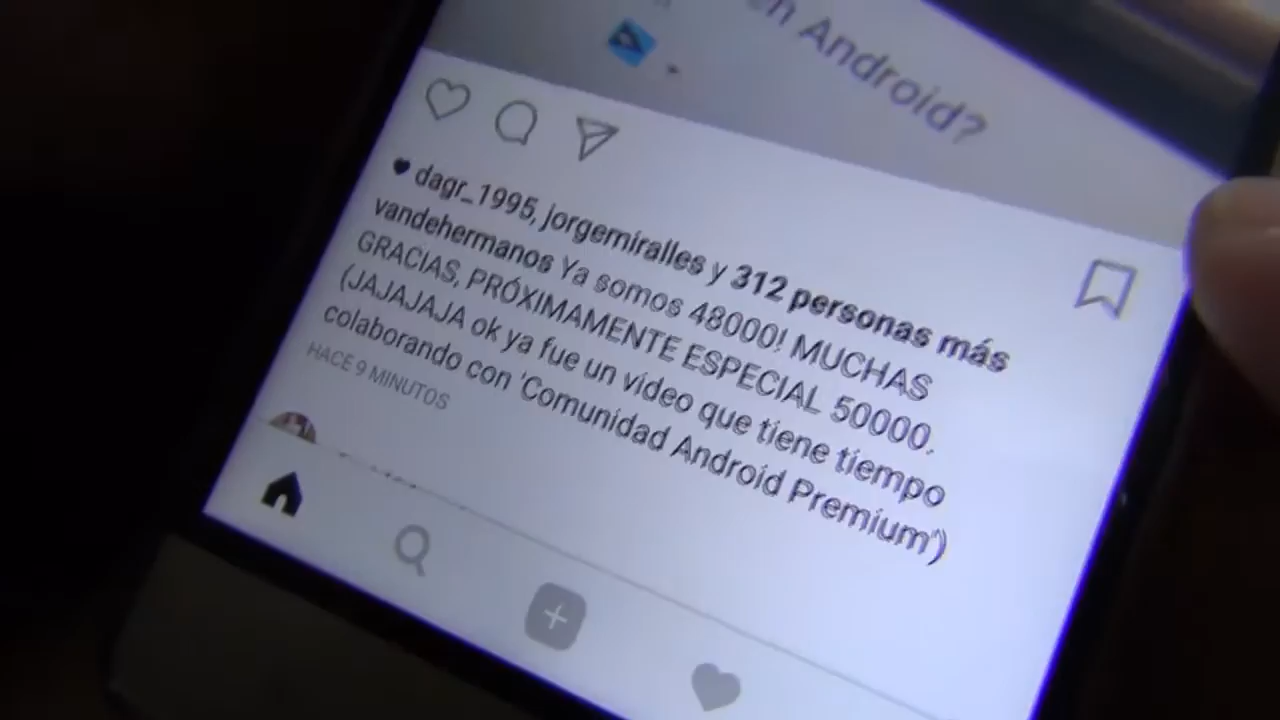 en Android?
dagr_1995, jorgemiralles y 312 personas más
vandehermanos Ya somos 48000! MUCHAS
GRACIAS, PRÓXIMAMENTE ESPECIAL 50000.
(JAJAJAJA ok ya fue un video que tiene tiempo
colaborando con 'Comunidad Android Premium')
HACE 9 MINUTOS